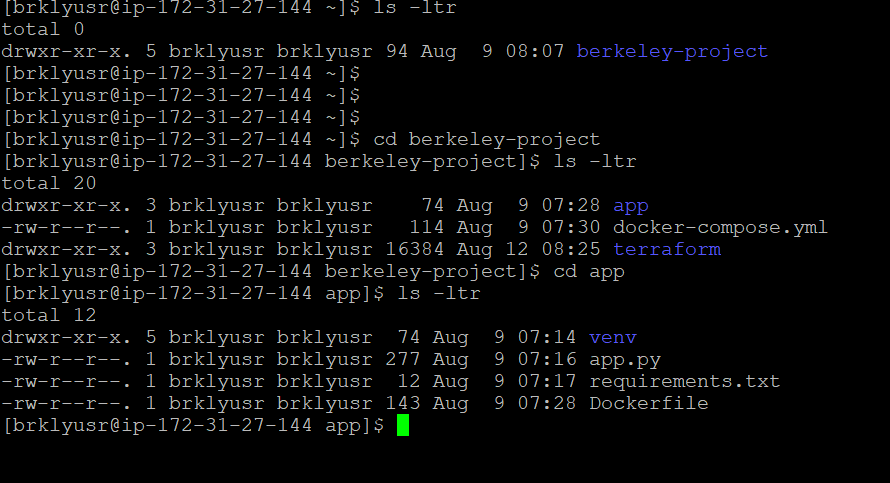 [brklyusr@ip-172-31-27-144 ~]$ ls -ltr
total 0
drwxr-xr-x. 5 brklyusr brklyusr 94 Aug  9 08:07 berkeley-project
[brklyusr@ip-172-31-27-144 ~]$
[brklyusr@ip-172-31-27-144 ~]$
[brklyusr@ip-172-31-27-144 ~]$
[brklyusr@ip-172-31-27-144 ~]$ cd berkeley-project
[brklyusr@ip-172-31-27-144 berkeley-project]$ ls -ltr
total 20
drwxr-xr-x. 3 brklyusr brklyusr    74 Aug  9 07:28 app
-rw-r--r--. 1 brklyusr brklyusr   114 Aug  9 07:30 docker-compose.yml
drwxr-xr-x. 3 brklyusr brklyusr 16384 Aug 12 08:25 terraform
[brklyusr@ip-172-31-27-144 berkeley-project]$ cd app
[brklyusr@ip-172-31-27-144 app]$ ls -ltr
total 12
drwxr-xr-x. 5 brklyusr brklyusr  74 Aug  9 07:14 venv
-rw-r--r--. 1 brklyusr brklyusr 277 Aug  9 07:16 app.py
-rw-r--r--. 1 brklyusr brklyusr  12 Aug  9 07:17 requirements.txt
-rw-r--r--. 1 brklyusr brklyusr 143 Aug  9 07:28 Dockerfile
[brklyusr@ip-172-31-27-144 app]$